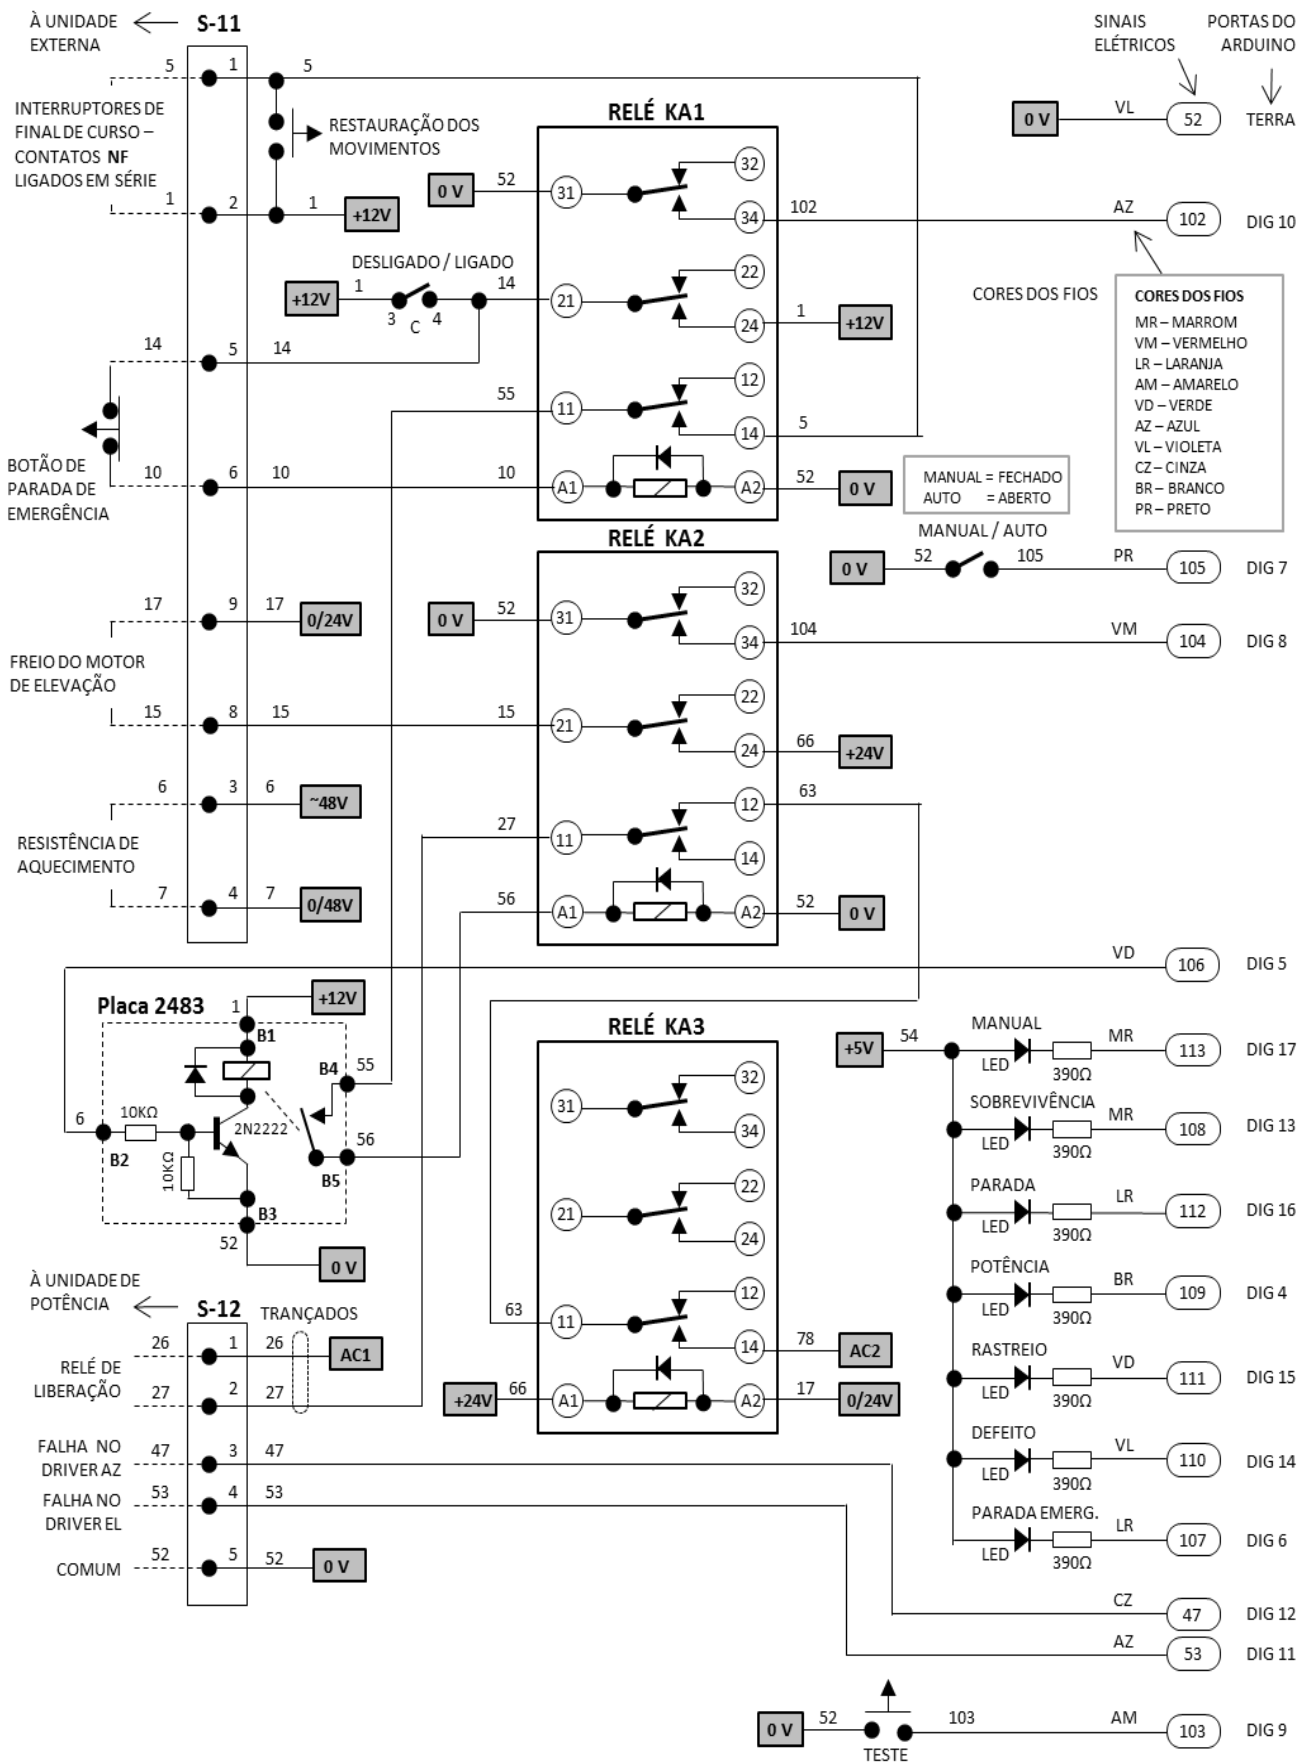 À UNIDADE
EXTERNA
S-11
5
1
5
INTERRUPTORES DE
FINAL DE CURSO –
CONTATOS NF
LIGADOS EM SÉRIE
RESTAURAÇÃO DOS
MOVIMENTOS
1
2
1
+12V
DESLIGADO / LIGADO
+12V
1
3
C
4
14
14
5
14
BOTÃO DE
PARADA DE
EMERGÊNCIA
10
6
10
10
RELÉ KA1
0 V
52
31
32
34
102
21
22
24
1
+12V
55
11
12
14
5
A1
A2
52
0 V
SINAIS
ELÉTRICOS
PORTAS DO
ARDUINO
0 V
VL
52
TERRA
AZ
102
DIG 10
CORES DOS FIOS
CORES DOS FIOS
MR – MARROM
VM – VERMELHO
LR – LARANJA
AM – AMARELO
VD – VERDE
AZ – AZUL
VL – VIOLETA
CZ – CINZA
BR – BRANCO
PR – PRETO
MANUAL = FECHADO
AUTO = ABERTO
MANUAL / AUTO
0 V
52
105
PR
105
DIG 7
17
9
17
0/24V
FREIO DO MOTOR
DE ELEVAÇÃO
15
8
15
15
6
3
6
~48V
RESISTÊNCIA DE
AQUECIMENTO
7
4
7
0/48V
RELÉ KA2
0 V
52
31
32
34
104
VM
104
DIG 8
21
22
24
66
+24V
27
11
12
63
14
56
A1
A2
52
0 V
VD
106
DIG 5
Placa 2483
1
+12V
B1
B4
55
6
10KΩ
2N2222
56
B2
10KΩ
B5
B3
52
0 V
RELÉ KA3
31
32
34
21
22
24
63
11
12
14
78
AC2
+24V
66
A1
A2
17
0/24V
+5V
54
MANUAL
LED
390Ω
MR
113
DIG 17
SOBREVIVÊNCIA
LED
390Ω
MR
108
DIG 13
PARADA
LED
390Ω
LR
112
DIG 16
POTÊNCIA
LED
390Ω
BR
109
DIG 4
RASTREIO
LED
390Ω
VD
111
DIG 15
DEFEITO
LED
390Ω
VL
110
DIG 14
PARADA EMERG.
LED
390Ω
LR
107
DIG 6
À UNIDADE DE
POTÊNCIA
S-12
TRANÇADOS
26
1
26
AC1
RELÉ DE
LIBERAÇÃO
27
2
27
FALHA NO
DRIVER AZ
47
3
47
FALHA NO
DRIVER EL
53
4
53
COMUM
52
5
52
0 V
CZ
47
DIG 12
AZ
53
DIG 11
0 V
52
TESTE
103
AM
103
DIG 9